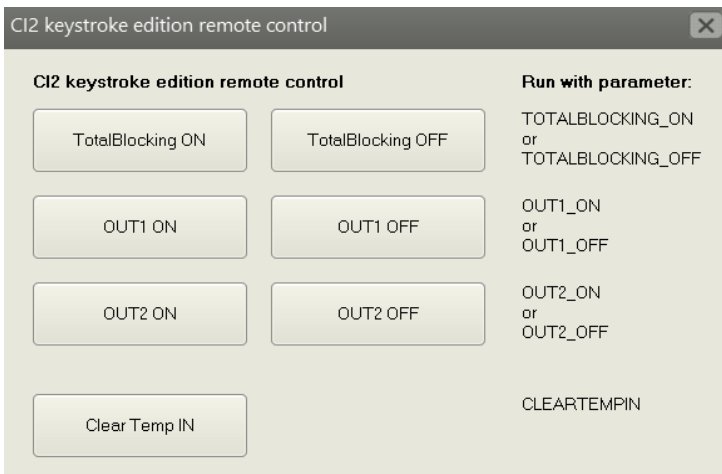 CI2 keystroke edition remote control
CI2 keystroke edition remote control
Run with parameter:
TotalBlocking ON
TotalBlocking OFF
TOTALBLOCKING_ON
or
TOTALBLOCKING_OFF
OUT1 ON
OUT1 OFF
OUT1_ON
or
OUT1_OFF
OUT2 ON
OUT2 OFF
OUT2_ON
or
OUT2_OFF
Clear Temp IN
CLEARTEMPIN